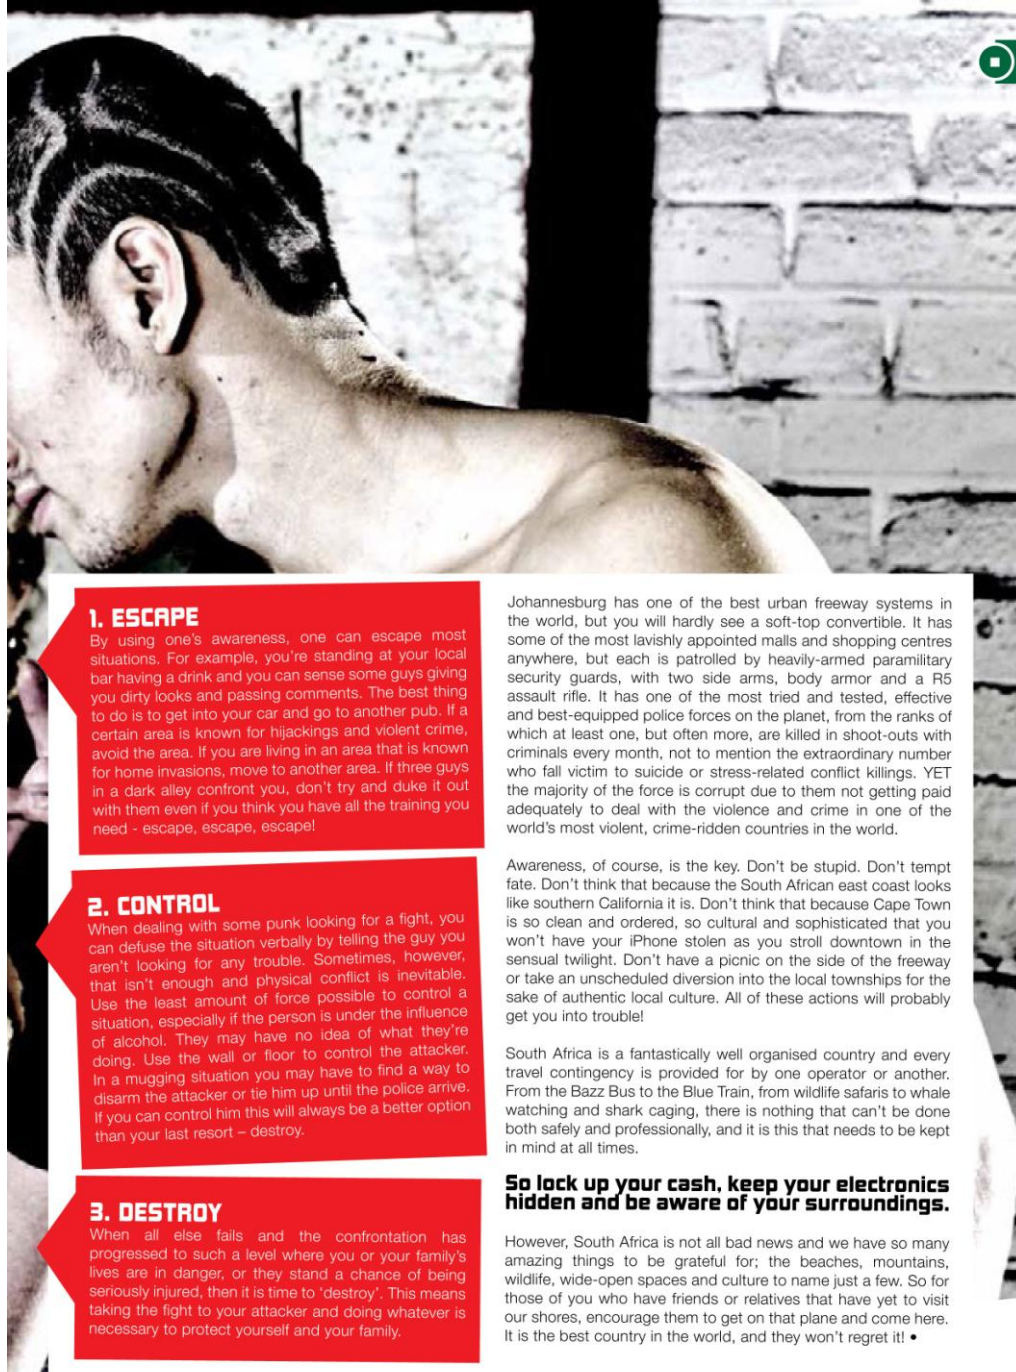 1. ESCAPE
By using one's awareness, one can escape most
situations. For example, you're standing at your local
bar having a drink and you can sense some guys giving
you dirty looks and passing comments. The best thing
to do is to get into your car and go to another pub. If a
certain area is known for hijackings and violent crime,
avoid the area. If you are living in an area that is known
for home invasions, move to another area. If three guys
in a dark alley confront you, don't try and duke it out
with them even if you think you have all the training you
need - escape, escape, escape!
2. CONTROL
When dealing with some punk looking for a fight, you
can defuse the situation verbally by telling the guy you
aren't looking for any trouble. Sometimes, however,
that isn't enough and physical conflict is inevitable.
Use the least amount of force possible to control a
situation, especially if the person is under the influence
of alcohol. They may have no idea of what they're
doing. Use the wall or floor to control the attacker.
In a mugging situation you may have to find a way to
disarm the attacker or tie him up until the police arrive.
If you can control him this will always be a better option
than your last resort – destroy.
3. DESTROY
When all else fails and the confrontation has
progressed to such a level where you or your family's
lives are in danger, or they stand a chance of being
seriously injured, then it is time to 'destroy'. This means
taking the fight to your attacker and doing whatever is
necessary to protect yourself and your family.
Johannesburg has one of the best urban freeway systems in
the world, but you will hardly see a soft-top convertible. It has
some of the most lavishly appointed malls and shopping centres
anywhere, but each is patrolled by heavily-armed paramilitary
security guards, with two side arms, body armor and a R5
assault rifle. It has one of the most tried and tested, effective
and best-equipped police forces on the planet, from the ranks of
which at least one, but often more, are killed in shoot-outs with
criminals every month, not to mention the extraordinary number
who fall victim to suicide or stress-related conflict killings. YET
the majority of the force is corrupt due to them not getting paid
adequately to deal with the violence and crime in one of the
world's most violent, crime-ridden countries in the world.
Awareness, of course, is the key. Don't be stupid. Don't tempt
fate. Don't think that because the South African east coast looks
like southern California it is. Don't think that because Cape Town
is so clean and ordered, so cultural and sophisticated that you
won't have your iPhone stolen as you stroll downtown in the
sensual twilight. Don't have a picnic on the side of the freeway
or take an unscheduled diversion into the local townships for the
sake of authentic local culture. All of these actions will probably
get you into trouble!
South Africa is a fantastically well organised country and every
travel contingency is provided for by one operator or another.
From the Bazz Bus to the Blue Train, from wildlife safaris to whale
watching and shark caging, there is nothing that can't be done
both safely and professionally, and it is this that needs to be kept
in mind at all times.
So lock up your cash, keep your electronics
hidden and be aware of your surroundings.
However, South Africa is not all bad news and we have so many
amazing things to be grateful for; the beaches, mountains,
wildlife, wide-open spaces and culture to name just a few. So for
those of you who have friends or relatives that have yet to visit
our shores, encourage them to get on that plane and come here.
It is the best country in the world, and they won't regret it! •